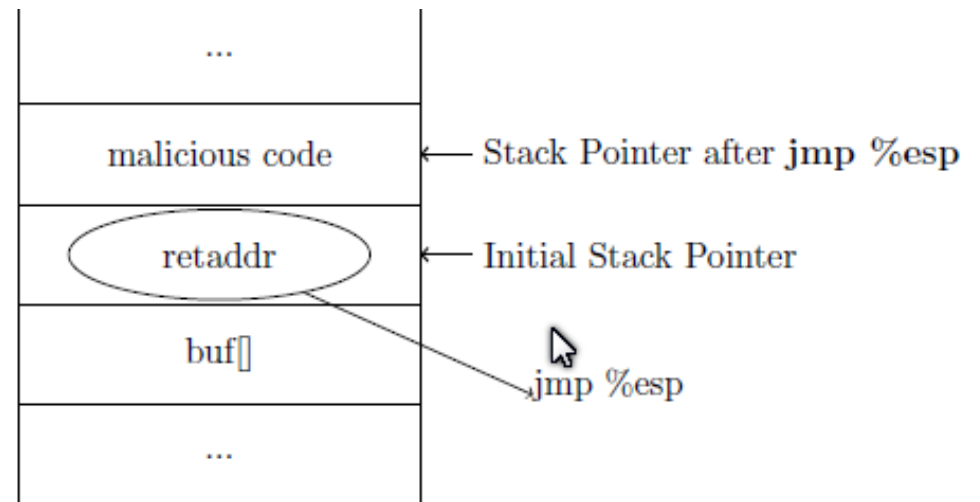 ...
malicious code
Stack Pointer after jmp %esp
retaddr
Initial Stack Pointer
buf[]
jmp %esp
...